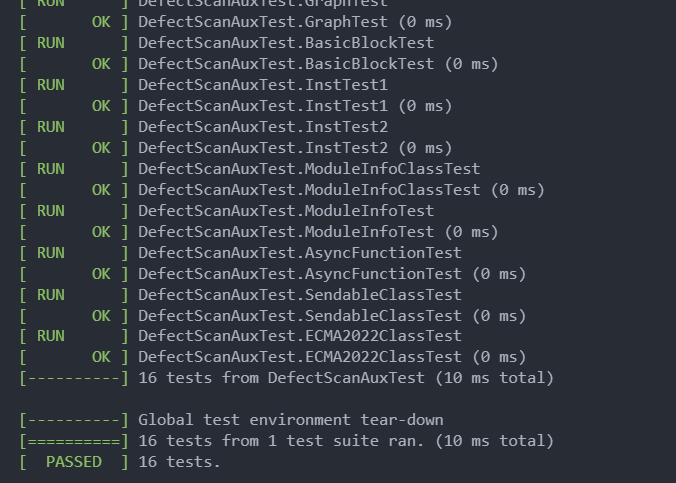 [ RUN      ] DefectScanAuxTest.GraphTest
[       OK ] DefectScanAuxTest.GraphTest (0 ms)
[ RUN      ] DefectScanAuxTest.BasicBlockTest
[       OK ] DefectScanAuxTest.BasicBlockTest (0 ms)
[ RUN      ] DefectScanAuxTest.InstTest1
[       OK ] DefectScanAuxTest.InstTest1 (0 ms)
[ RUN      ] DefectScanAuxTest.InstTest2
[       OK ] DefectScanAuxTest.InstTest2 (0 ms)
[ RUN      ] DefectScanAuxTest.ModuleInfoClassTest
[       OK ] DefectScanAuxTest.ModuleInfoClassTest (0 ms)
[ RUN      ] DefectScanAuxTest.ModuleInfoTest
[       OK ] DefectScanAuxTest.ModuleInfoTest (0 ms)
[ RUN      ] DefectScanAuxTest.AsyncFunctionTest
[       OK ] DefectScanAuxTest.AsyncFunctionTest (0 ms)
[ RUN      ] DefectScanAuxTest.SendableClassTest
[       OK ] DefectScanAuxTest.SendableClassTest (0 ms)
[ RUN      ] DefectScanAuxTest.ECMA2022ClassTest
[       OK ] DefectScanAuxTest.ECMA2022ClassTest (0 ms)
[----------] 16 tests from DefectScanAuxTest (10 ms total)
[----------] Global test environment tear-down
[==========] 16 tests from 1 test suite ran. (10 ms total)
[  PASSED  ] 16 tests.